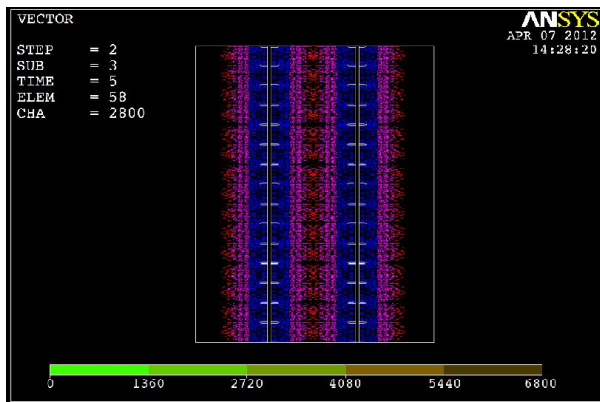 VECTOR
STEP = 2
SUB = 3
TIME = 5
ELEM = 58
CHA = 2800
ANSYS
APR 07 2012
14:28:20
0 1360 2720 4080 5440 6800